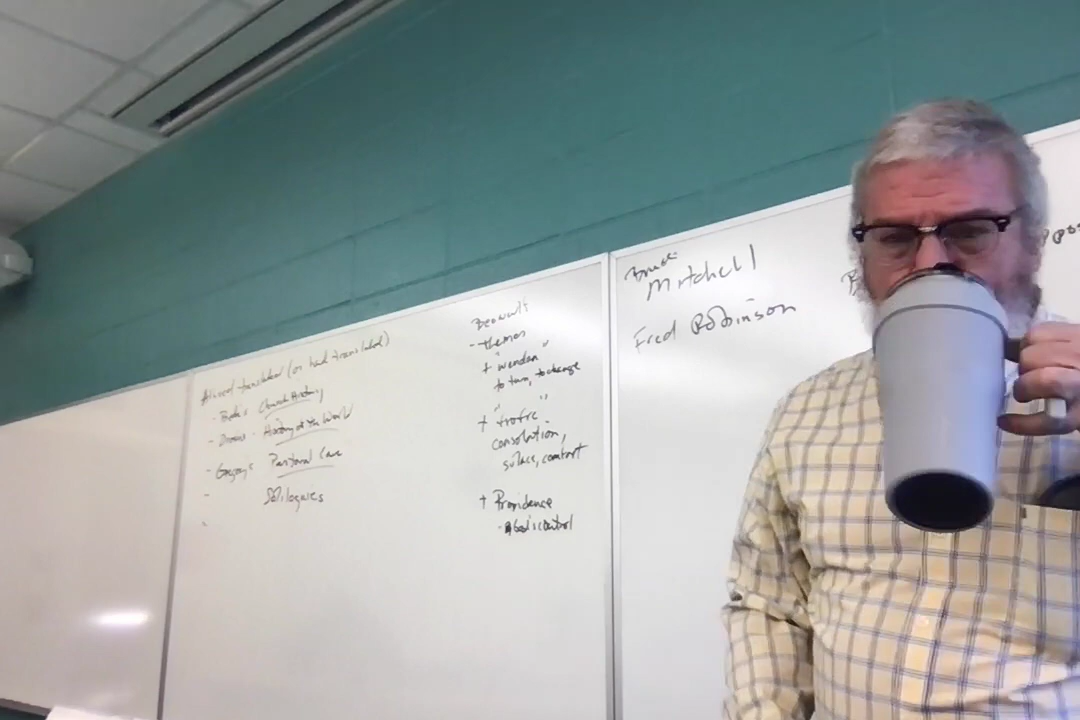 Alfred translated (or had translated)
- Bede's Church History
- Orosius - History of the World
- Gregory's Pastoral Care
- Soliloquies
Beowulf
- themes
+ "wendan"
to turn, to change
+ "frofre"
consolation,
solace, comfort
+ Providence
- God's control
Bruce
Mitchell
Fred Robinson